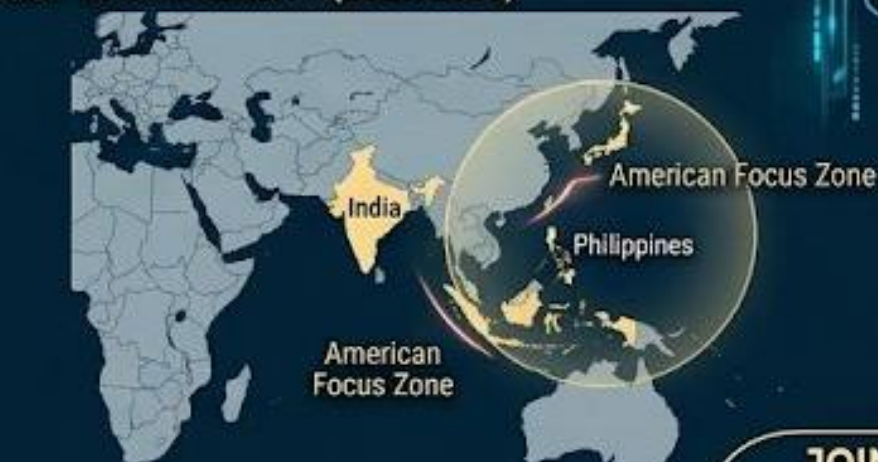 India
American Focus Zone
Philippines
American
Focus Zone